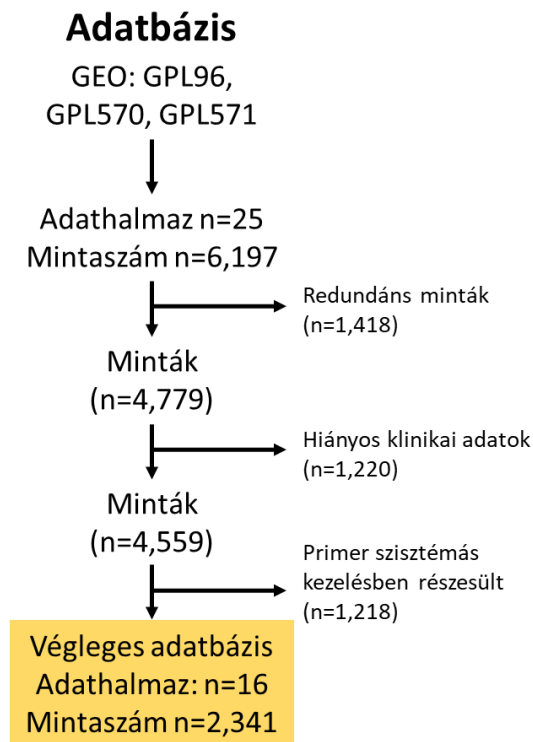 Adatbázis
GEO: GPL96,
GPL570, GPL571
Adathalmaz n=25
Mintaszám n=6,197
Redundáns minták
(n=1,418)
Minták
(n=4,779)
Hiányos klinikai adatok
(n=1,220)
Minták
(n=4,559)
Primer szisztémás
kezelésben részesült
(n=1,218)
Végleges adatbázis
Adathalmaz: n=16
Mintaszám n=2,341